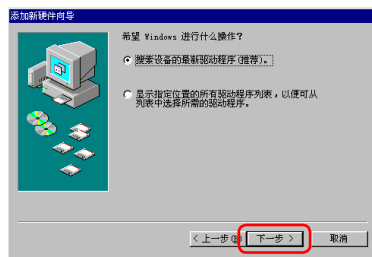 添加新硬件向导
希望 Windows 进行什么操作?
搜索设备的最新驱动程序(推荐)。
显示指定位置的所有驱动程序列表,以便可从
列表中选择所需的驱动程序。
< 上一步(B) 下一步 > 取消